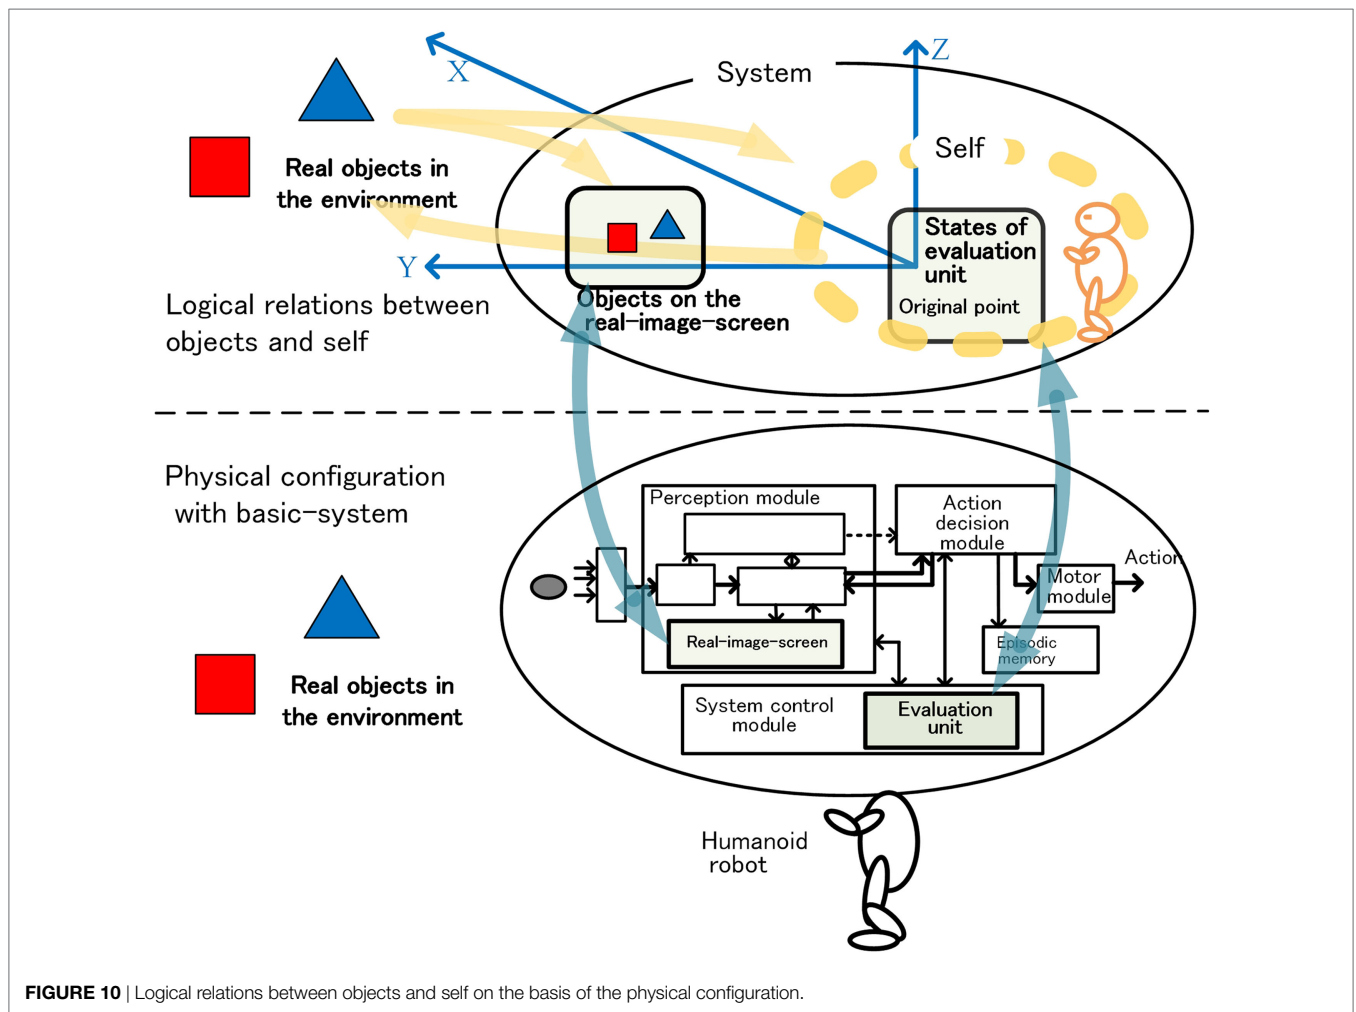 System
Z
X
Self
Real objects in
the environment
States of
evaluation
unit
Original point
Y
Objects on the
real-image-screen
Logical relations between
objects and self
Physical configuration
with basic-system
Perception module
Action
decision
module
Action
Motor
module
Real-image-screen
Episodic
memory
System control
module
Evaluation
unit
Real objects in
the environment
Humanoid
robot
FIGURE 10 | Logical relations between objects and self on the basis of the physical configuration.